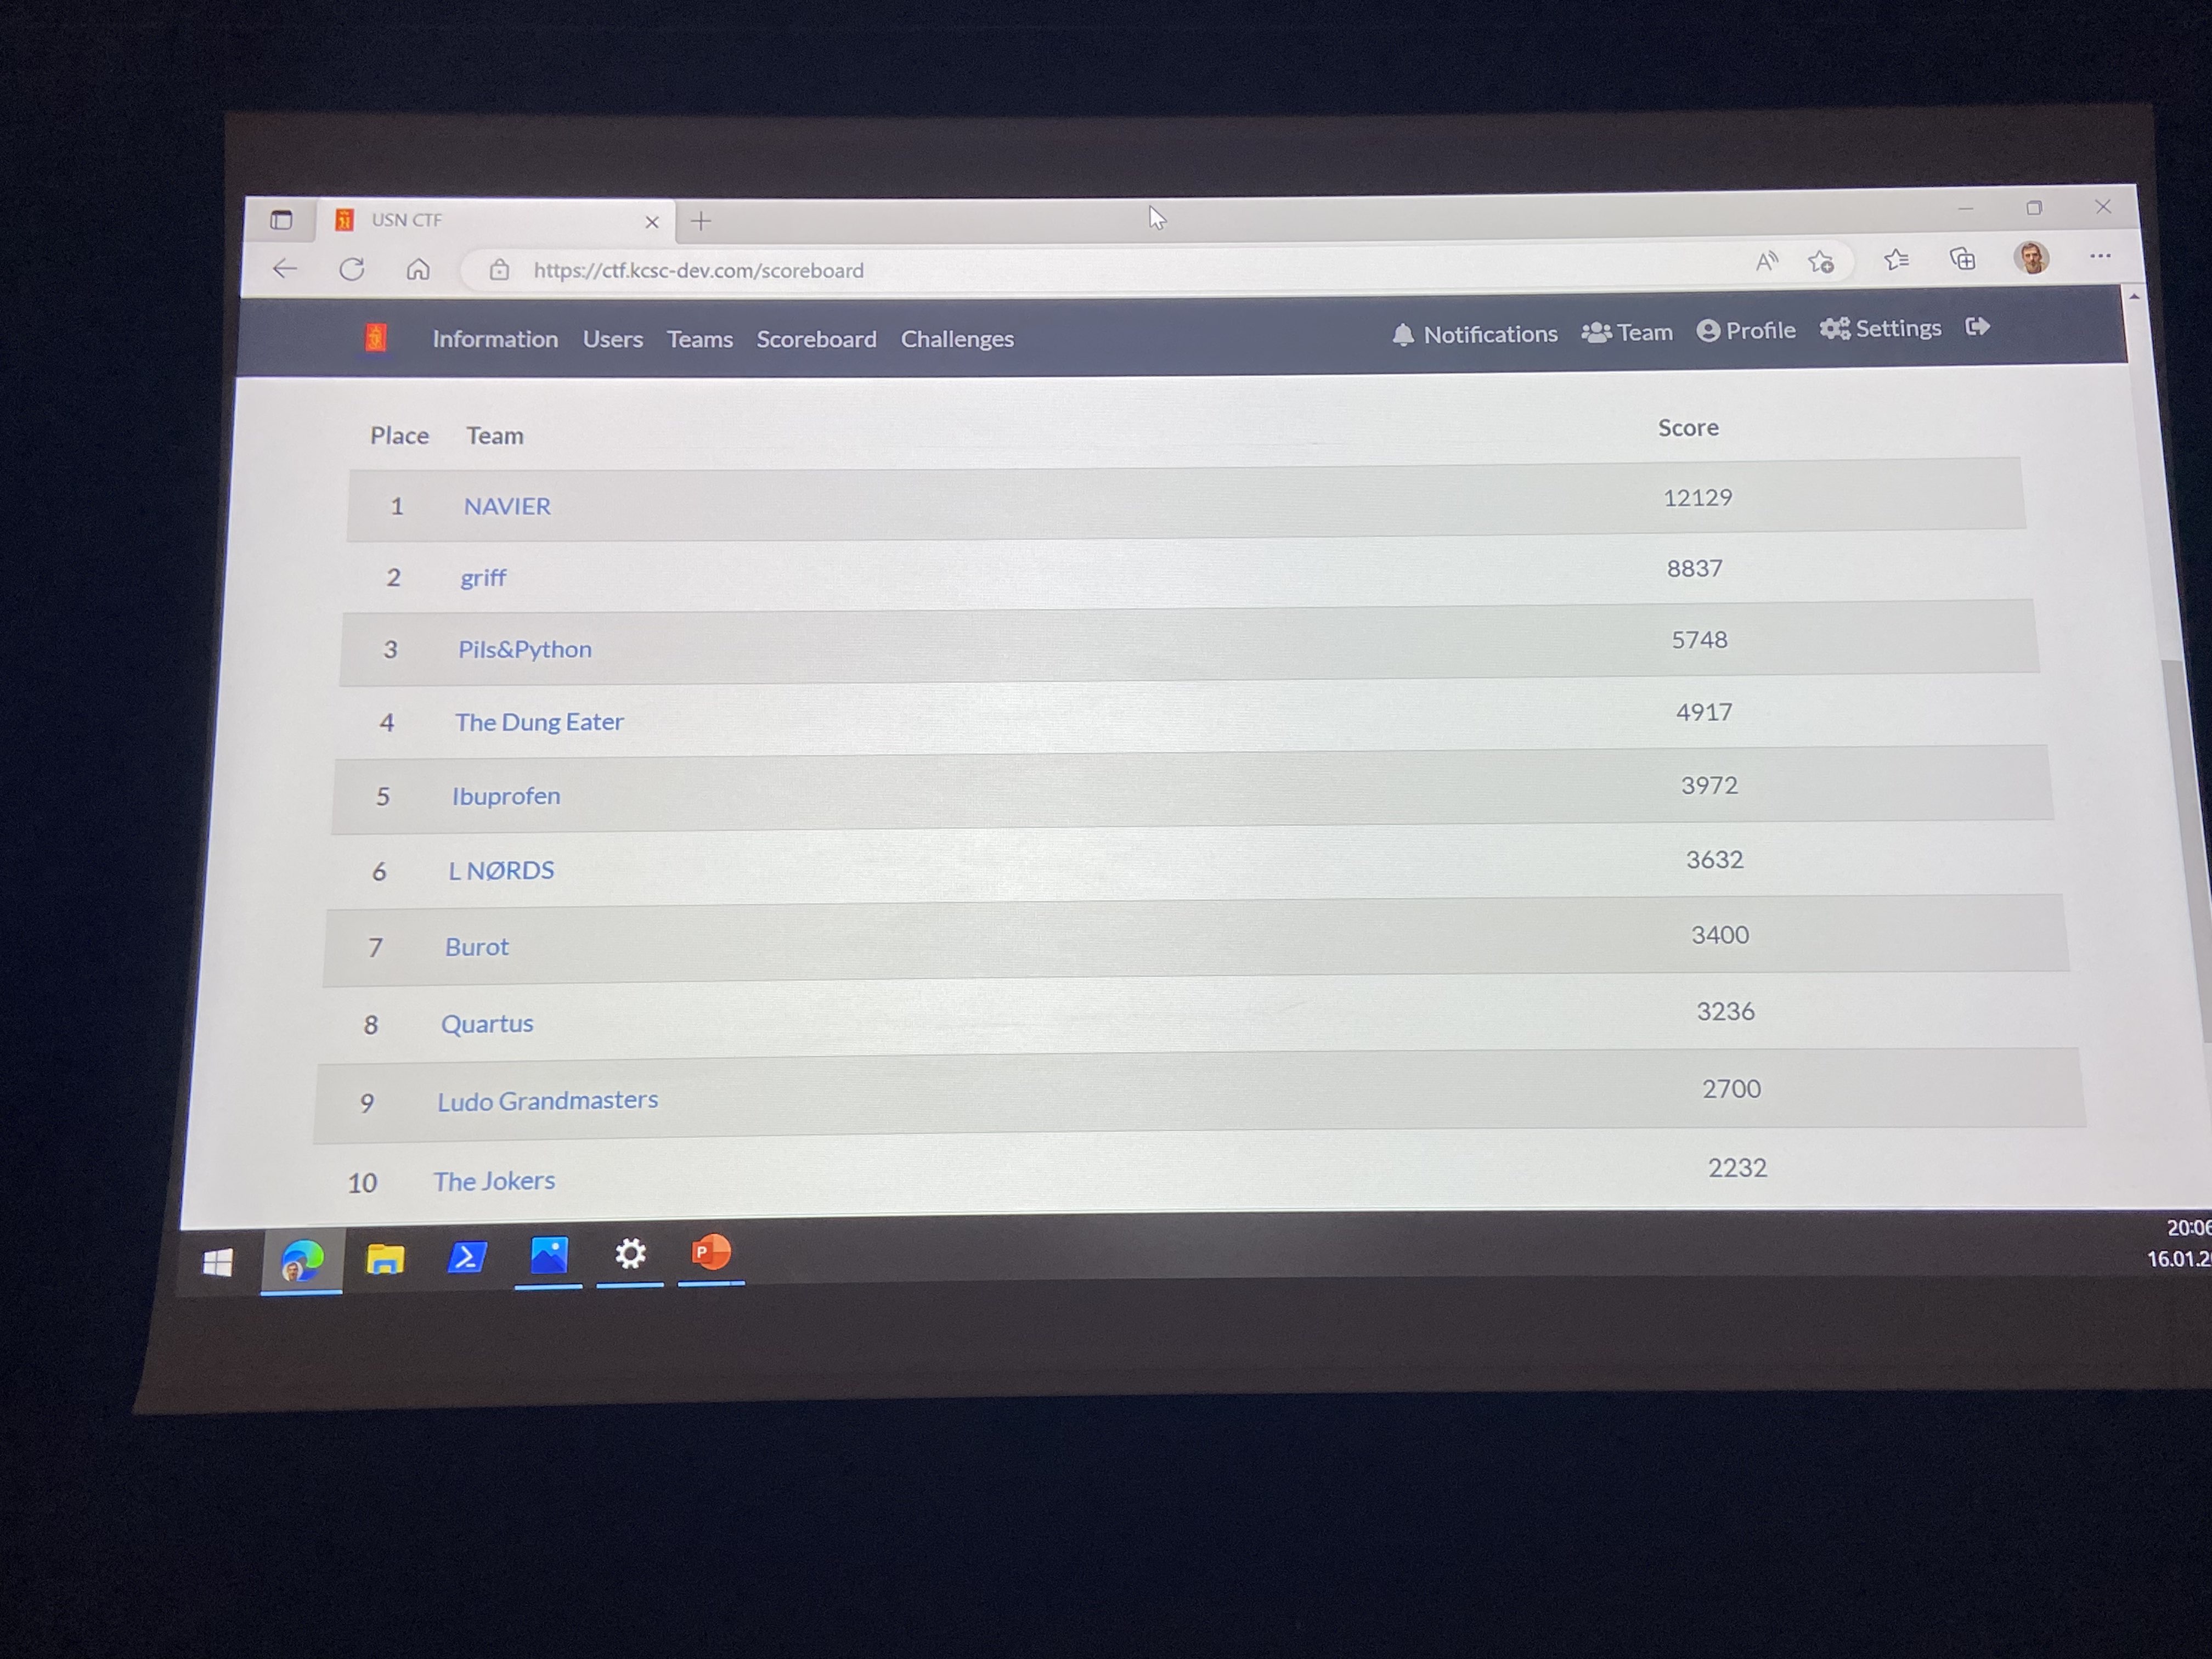 USN CTF
https://ctf.kcsc-dev.com/scoreboard
Information Users Teams Scoreboard Challenges Notifications Team Profile Settings
Place Team Score
1 NAVIER 12129
2 griff 8837
3 Pils&Python 5748
4 The Dung Eater 4917
5 Ibuprofen 3972
6 L NØRDS 3632
7 Burot 3400
8 Quartus 3236
9 Ludo Grandmasters 2700
10 The Jokers 2232
20:06
16.01.2